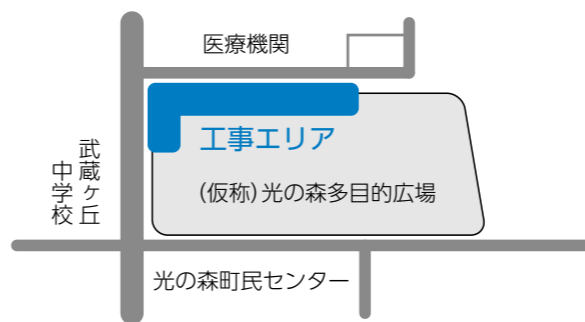 医療機関
工事エリア
(仮称)光の森多目的広場
武蔵ヶ丘
中学校
光の森町民センター